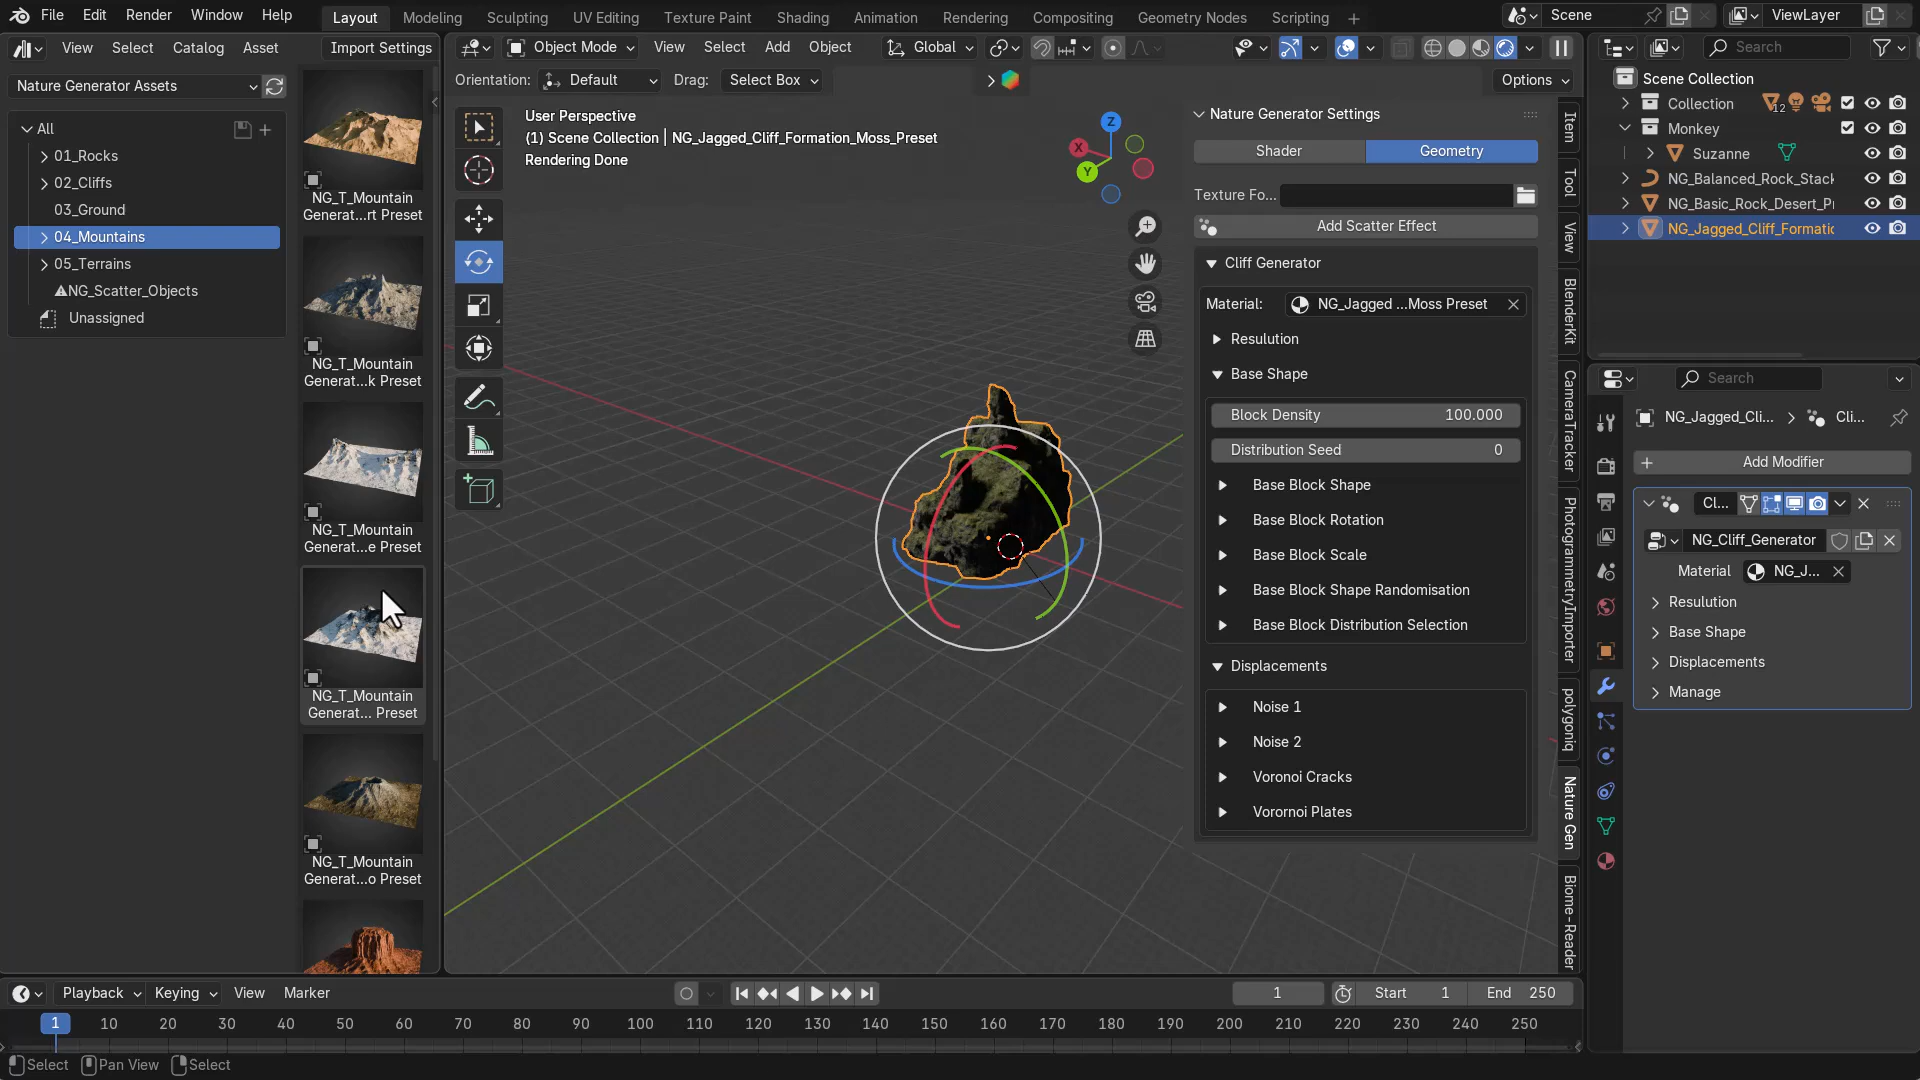 File Edit Render Window Help
Layout Modeling Sculpting UV Editing Texture Paint Shading Animation Rendering Compositing Geometry Nodes Scripting
Scene
ViewLayer
View Select Catalog Asset Import Settings
Nature Generator Assets
All
01_Rocks
02_Cliffs
03_Ground
04_Mountains
05_Terrains
NG_Scatter_Objects
Unassigned
NG_T_Mountain
Generat...rt Preset
NG_T_Mountain
Generat...k Preset
NG_T_Mountain
Generat...e Preset
NG_T_Mountain
Generat... Preset
NG_T_Mountain
Generat...o Preset
Object Mode View Select Add Object Global
Orientation: Default Drag: Select Box Options
User Perspective
(1) Scene Collection | NG_Jagged_Cliff_Formation_Moss_Preset
Rendering Done
Z
X
Y
Nature Generator Settings
Shader Geometry
Texture Fo...
Add Scatter Effect
Cliff Generator
Material: NG_Jagged ...Moss Preset
Resulution
Base Shape
Block Density 100.000
Distribution Seed 0
Base Block Shape
Base Block Rotation
Base Block Scale
Base Block Shape Randomisation
Base Block Distribution Selection
Displacements
Noise 1
Noise 2
Voronoi Cracks
Vorornoi Plates
Item
Tool
View
BlenderKit
CameraTracker
PhotogrammetryImporter
polygoniq
Nature Gen
Biome-Reader
Search
Scene Collection
Collection 12
Monkey
Suzanne
NG_Balanced_Rock_Stack
NG_Basic_Rock_Desert_Pr
NG_Jagged_Cliff_Formatic
Search
NG_Jagged_Cli... Cli...
Add Modifier
Cl...
NG_Cliff_Generator
Material NG_J...
Resulution
Base Shape
Displacements
Manage
Playback Keying View Marker
1 Start 1 End 250
1 10 20 30 40 50 60 70 80 90 100 110 120 130 140 150 160 170 180 190 200 210 220 230 240 250
Select Pan View Select